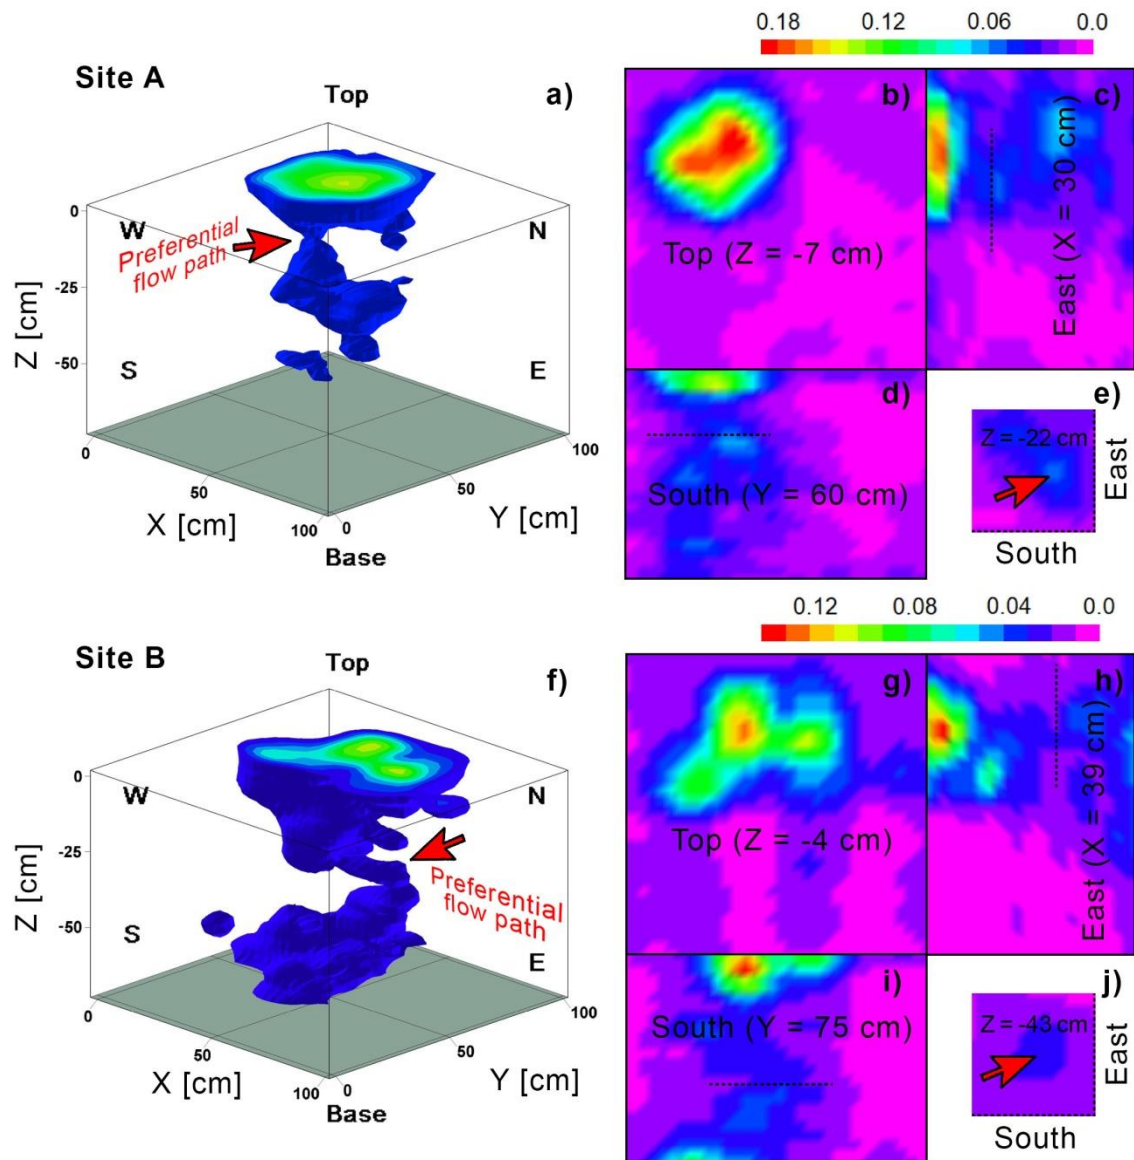 0.18 0.12 0.06 0.0
Site A
Top
a)
b)
c)
W
N
Preferential
flow path
S
E
0
-25
-50
Z [cm]
0
50
100
X [cm]
0
50
100
Y [cm]
Base
Top (Z = -7 cm)
East (X = 30 cm)
d)
South (Y = 60 cm)
e)
Z = -22 cm
East
South
0.12 0.08 0.04 0.0
Site B
Top
f)
g)
h)
W
N
Preferential
flow path
S
E
0
-25
-50
Z [cm]
0
50
100
X [cm]
0
50
100
Y [cm]
Base
Top (Z = -4 cm)
East (X = 39 cm)
i)
South (Y = 75 cm)
j)
Z = -43 cm
East
South